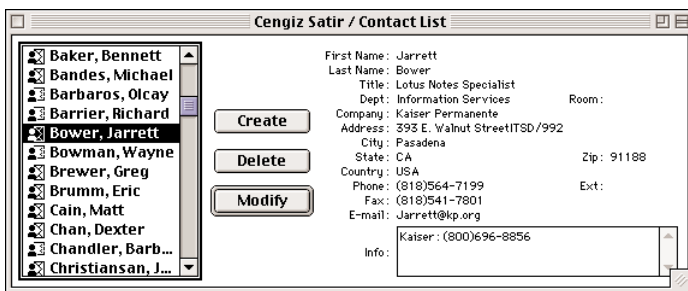 Cengiz Satir / Contact List
Baker, Bennett
Bandes, Michael
Barbaros, Olcay
Barrier, Richard
Bower, Jarrett
Bowman, Wayne
Brewer, Greg
Brumm, Eric
Cain, Matt
Chan, Dexter
Chandler, Barb...
Christiansan, J...
Create
Delete
Modify
First Name: Jarrett
Last Name: Bower
Title: Lotus Notes Specialist
Dept: Information Services Room:
Company: Kaiser Permanente
Address: 393 E. Walnut StreetITSD/992
City: Pasadena
State: CA Zip: 91188
Country: USA
Phone: (818)564-7199 Ext:
Fax: (818)541-7801
E-mail: Jarrett@kp.org
Info: Kaiser: (800)696-8856